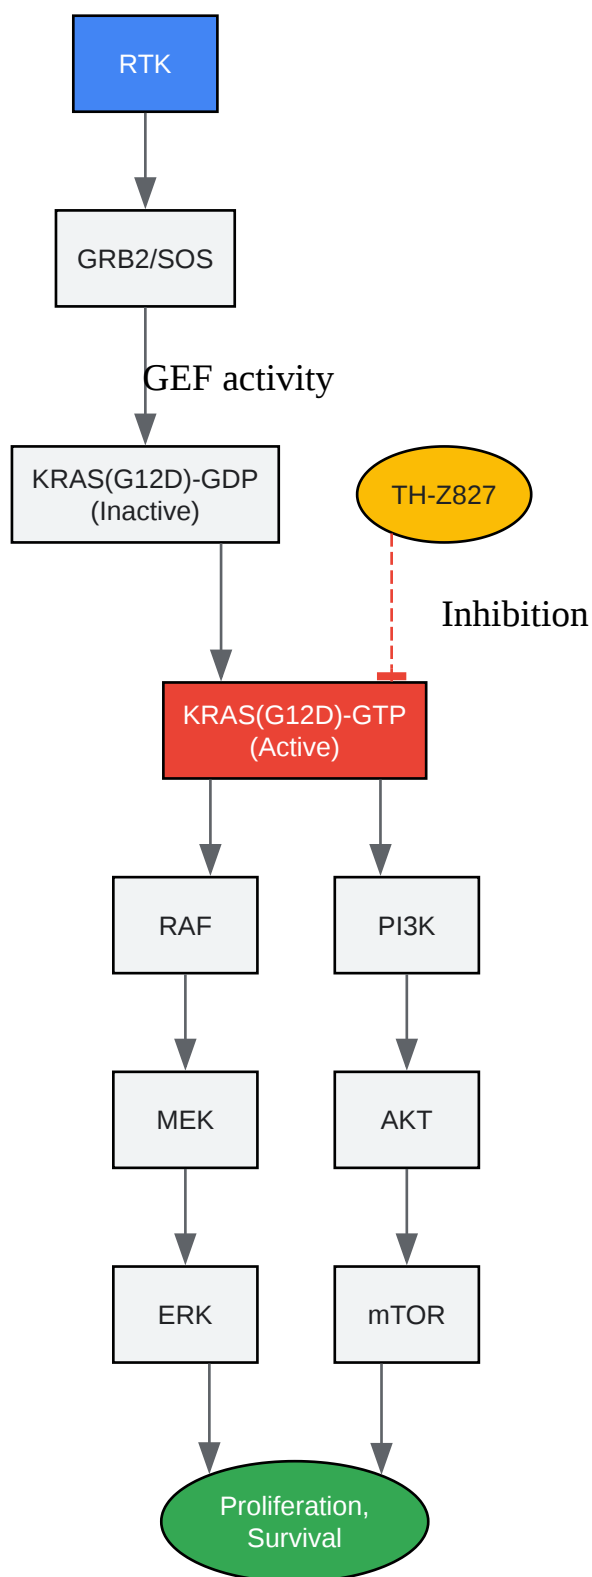 RTK
GRB2/SOS
GEF activity
KRAS(G12D)-GDP
(Inactive)
TH-Z827
Inhibition
KRAS(G12D)-GTP
(Active)
RAF
PI3K
MEK
AKT
ERK
mTOR
Proliferation,
Survival